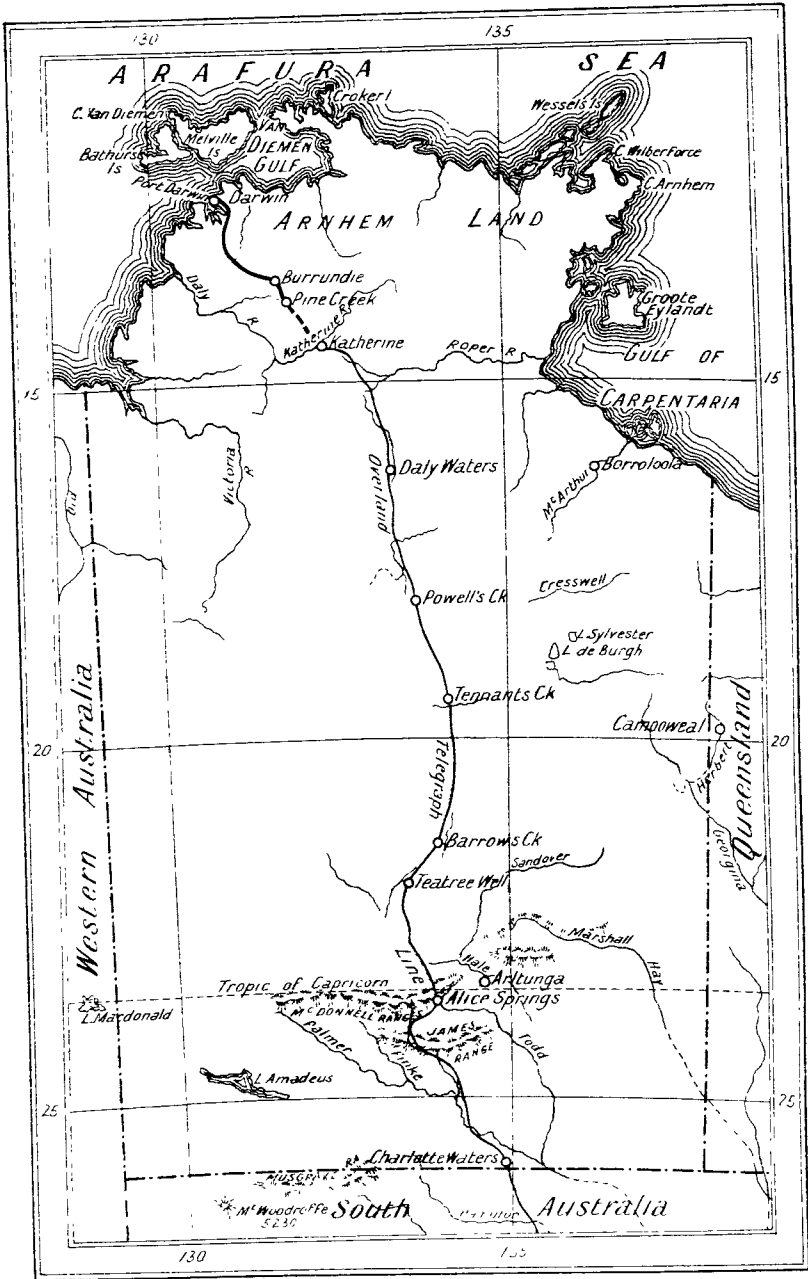 130 135
ARAFURA SEA
Croker I
Wessels Is
C. Van Diemen
Melville Is
VAN DIEMEN GULF
C. Wilberforce
Bathurst Is
C. Arnhem
Port Darwin
Darwin
ARNHEM LAND
Burrundie
Pine Creek
Daly R
Groote Eylandt
Katherine R
Katherine
Roper R
GULF OF CARPENTARIA
15 15
Victoria R
Daly Waters
McArthur
Borroloola
Overland
Powell's Ck
Cresswell
L Sylvester
L de Burgh
Western Australia
Tennants Ck
Camooweal
20 20
Herbert
Queensland
Telegraph
Georgina
Barrows Ck
Sandover
Teatree Well
Marshall
Hay
Line
Hale
Arltunga
Tropic of Capricorn
Alice Springs
L. Macdonald
McDONNELL RANGES
JAMES RANGE
Palmer
Finke
Todd
L Amadeus
25 25
Charlotte Waters
MUSGRAVE R
Mt Woodroffe
5230
South Australia
130 135